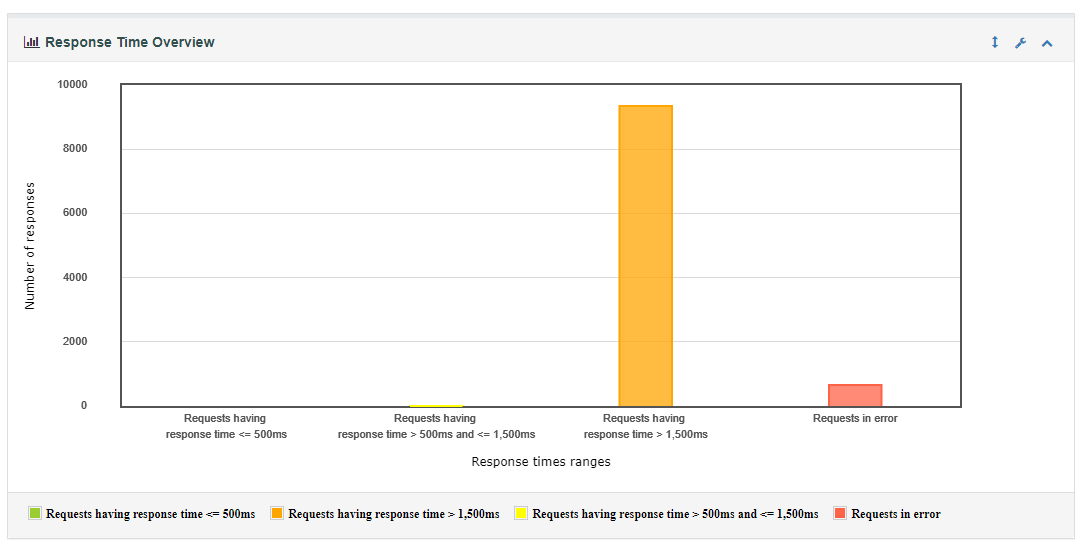 Response Time Overview
10000
8000
6000
4000
2000
0
Number of responses
Requests having
response time <= 500ms
Requests having
response time > 500ms and <= 1,500ms
Requests having
response time > 1,500ms
Requests in error
Response times ranges
Requests having response time <= 500ms
Requests having response time > 1,500ms
Requests having response time > 500ms and <= 1,500ms
Requests in error